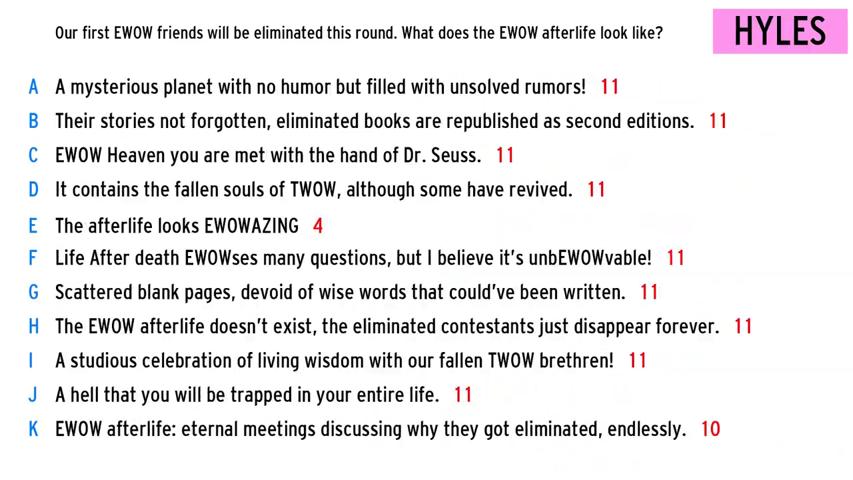 Our first EWOW friends will be eliminated this round. What does the EWOW afterlife look like?
HYLES
A A mysterious planet with no humor but filled with unsolved rumors! 11
B Their stories not forgotten, eliminated books are republished as second editions. 11
C EWOW Heaven you are met with the hand of Dr. Seuss. 11
D It contains the fallen souls of TWOW, although some have revived. 11
E The afterlife looks EWOWAZING 4
F Life After death EWOWses many questions, but I believe it's unbEWOWvable! 11
G Scattered blank pages, devoid of wise words that could've been written. 11
H The EWOW afterlife doesn't exist, the eliminated contestants just disappear forever. 11
I A studious celebration of living wisdom with our fallen TWOW brethren! 11
J A hell that you will be trapped in your entire life. 11
K EWOW afterlife: eternal meetings discussing why they got eliminated, endlessly. 10